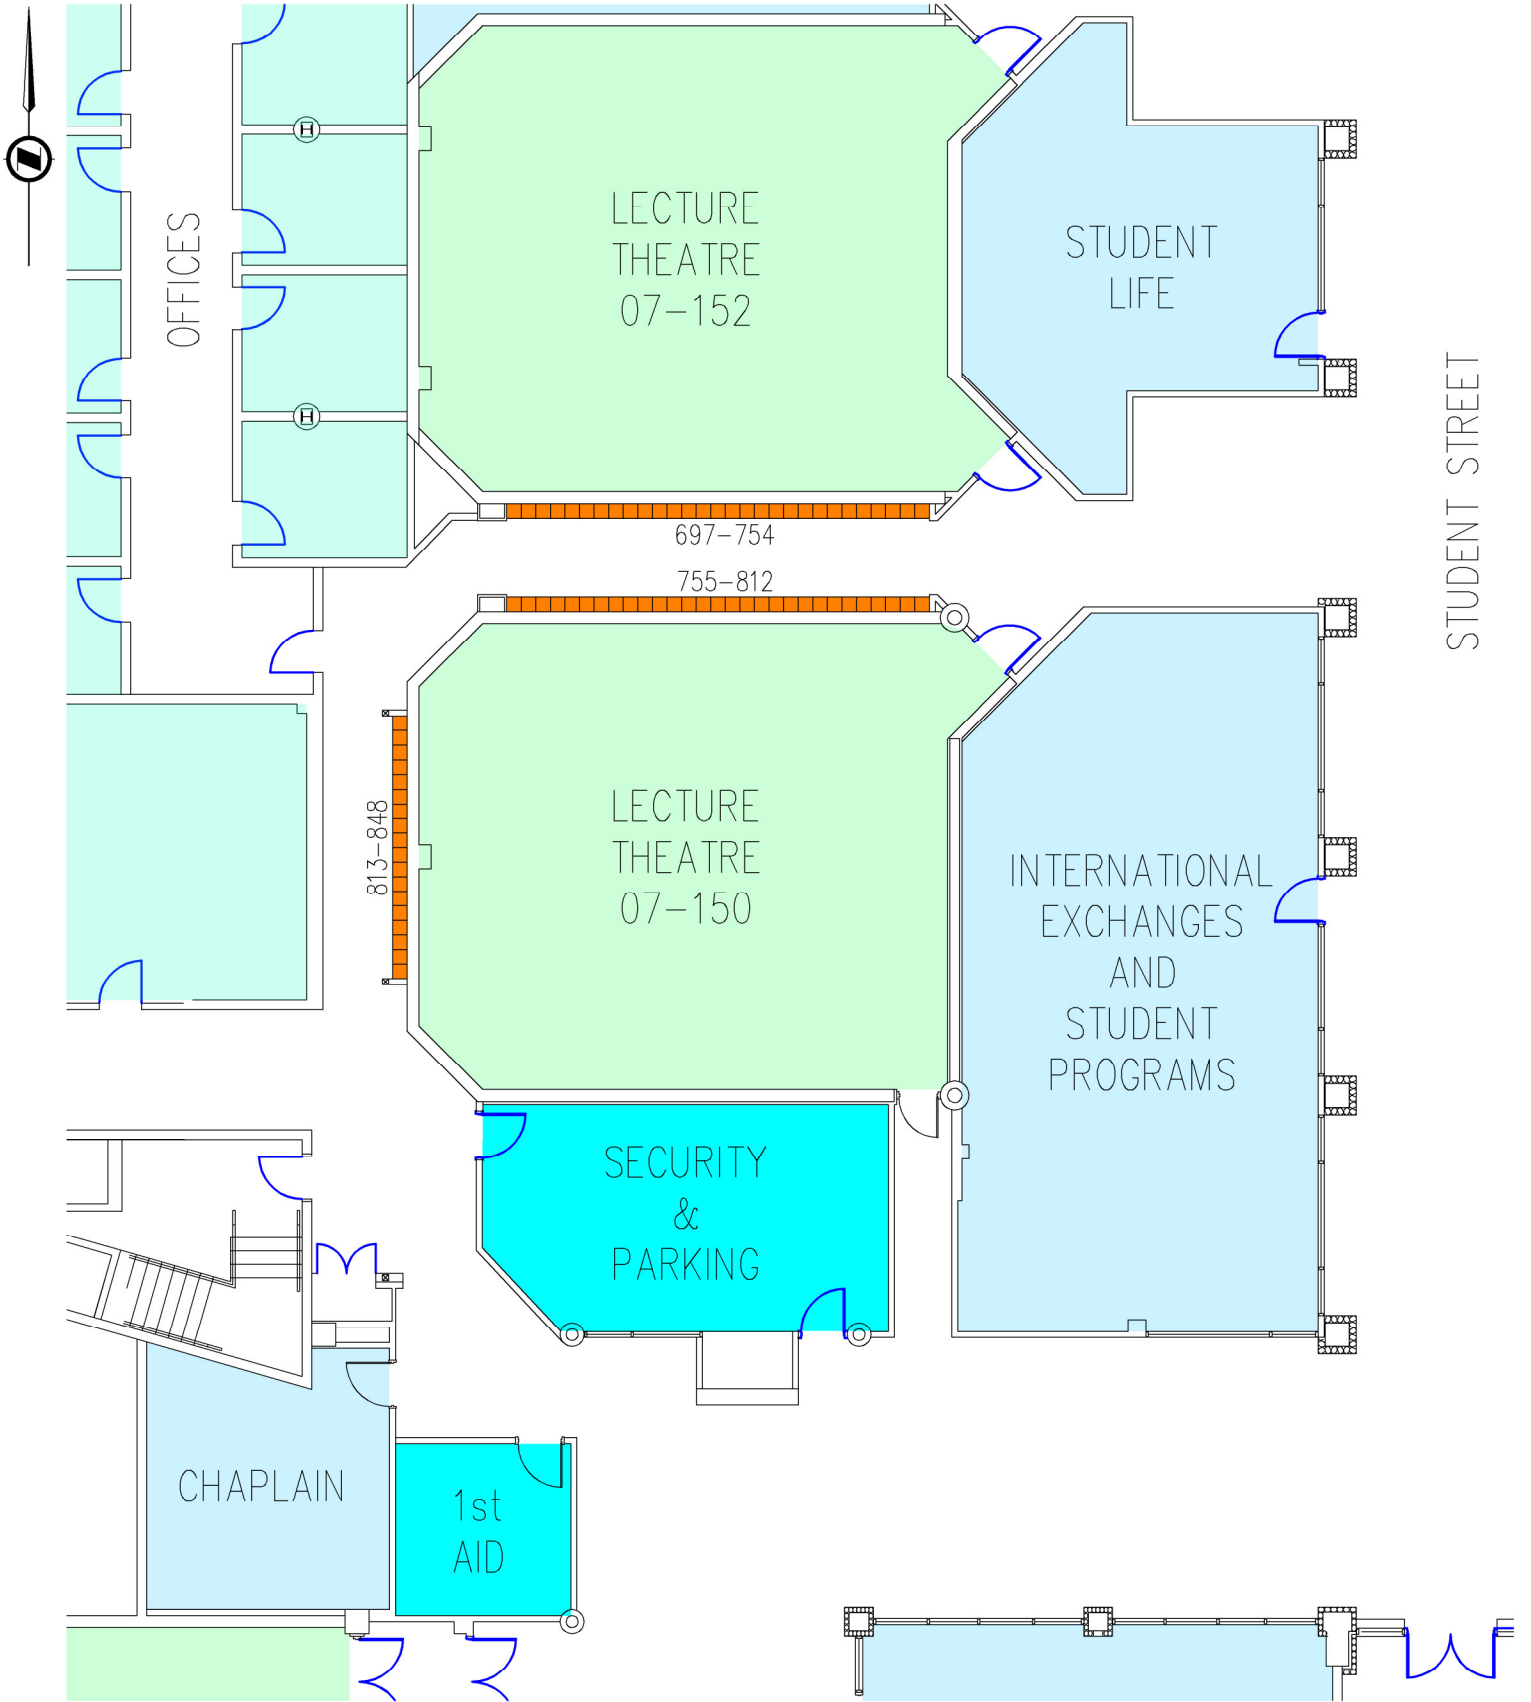 OFFICES
H
H
LECTURE
THEATRE
07-152
STUDENT
LIFE
STUDENT STREET
697-754
755-812
813-848
LECTURE
THEATRE
07-150
INTERNATIONAL
EXCHANGES
AND
STUDENT
PROGRAMS
SECURITY
&
PARKING
CHAPLAIN
1st
AID